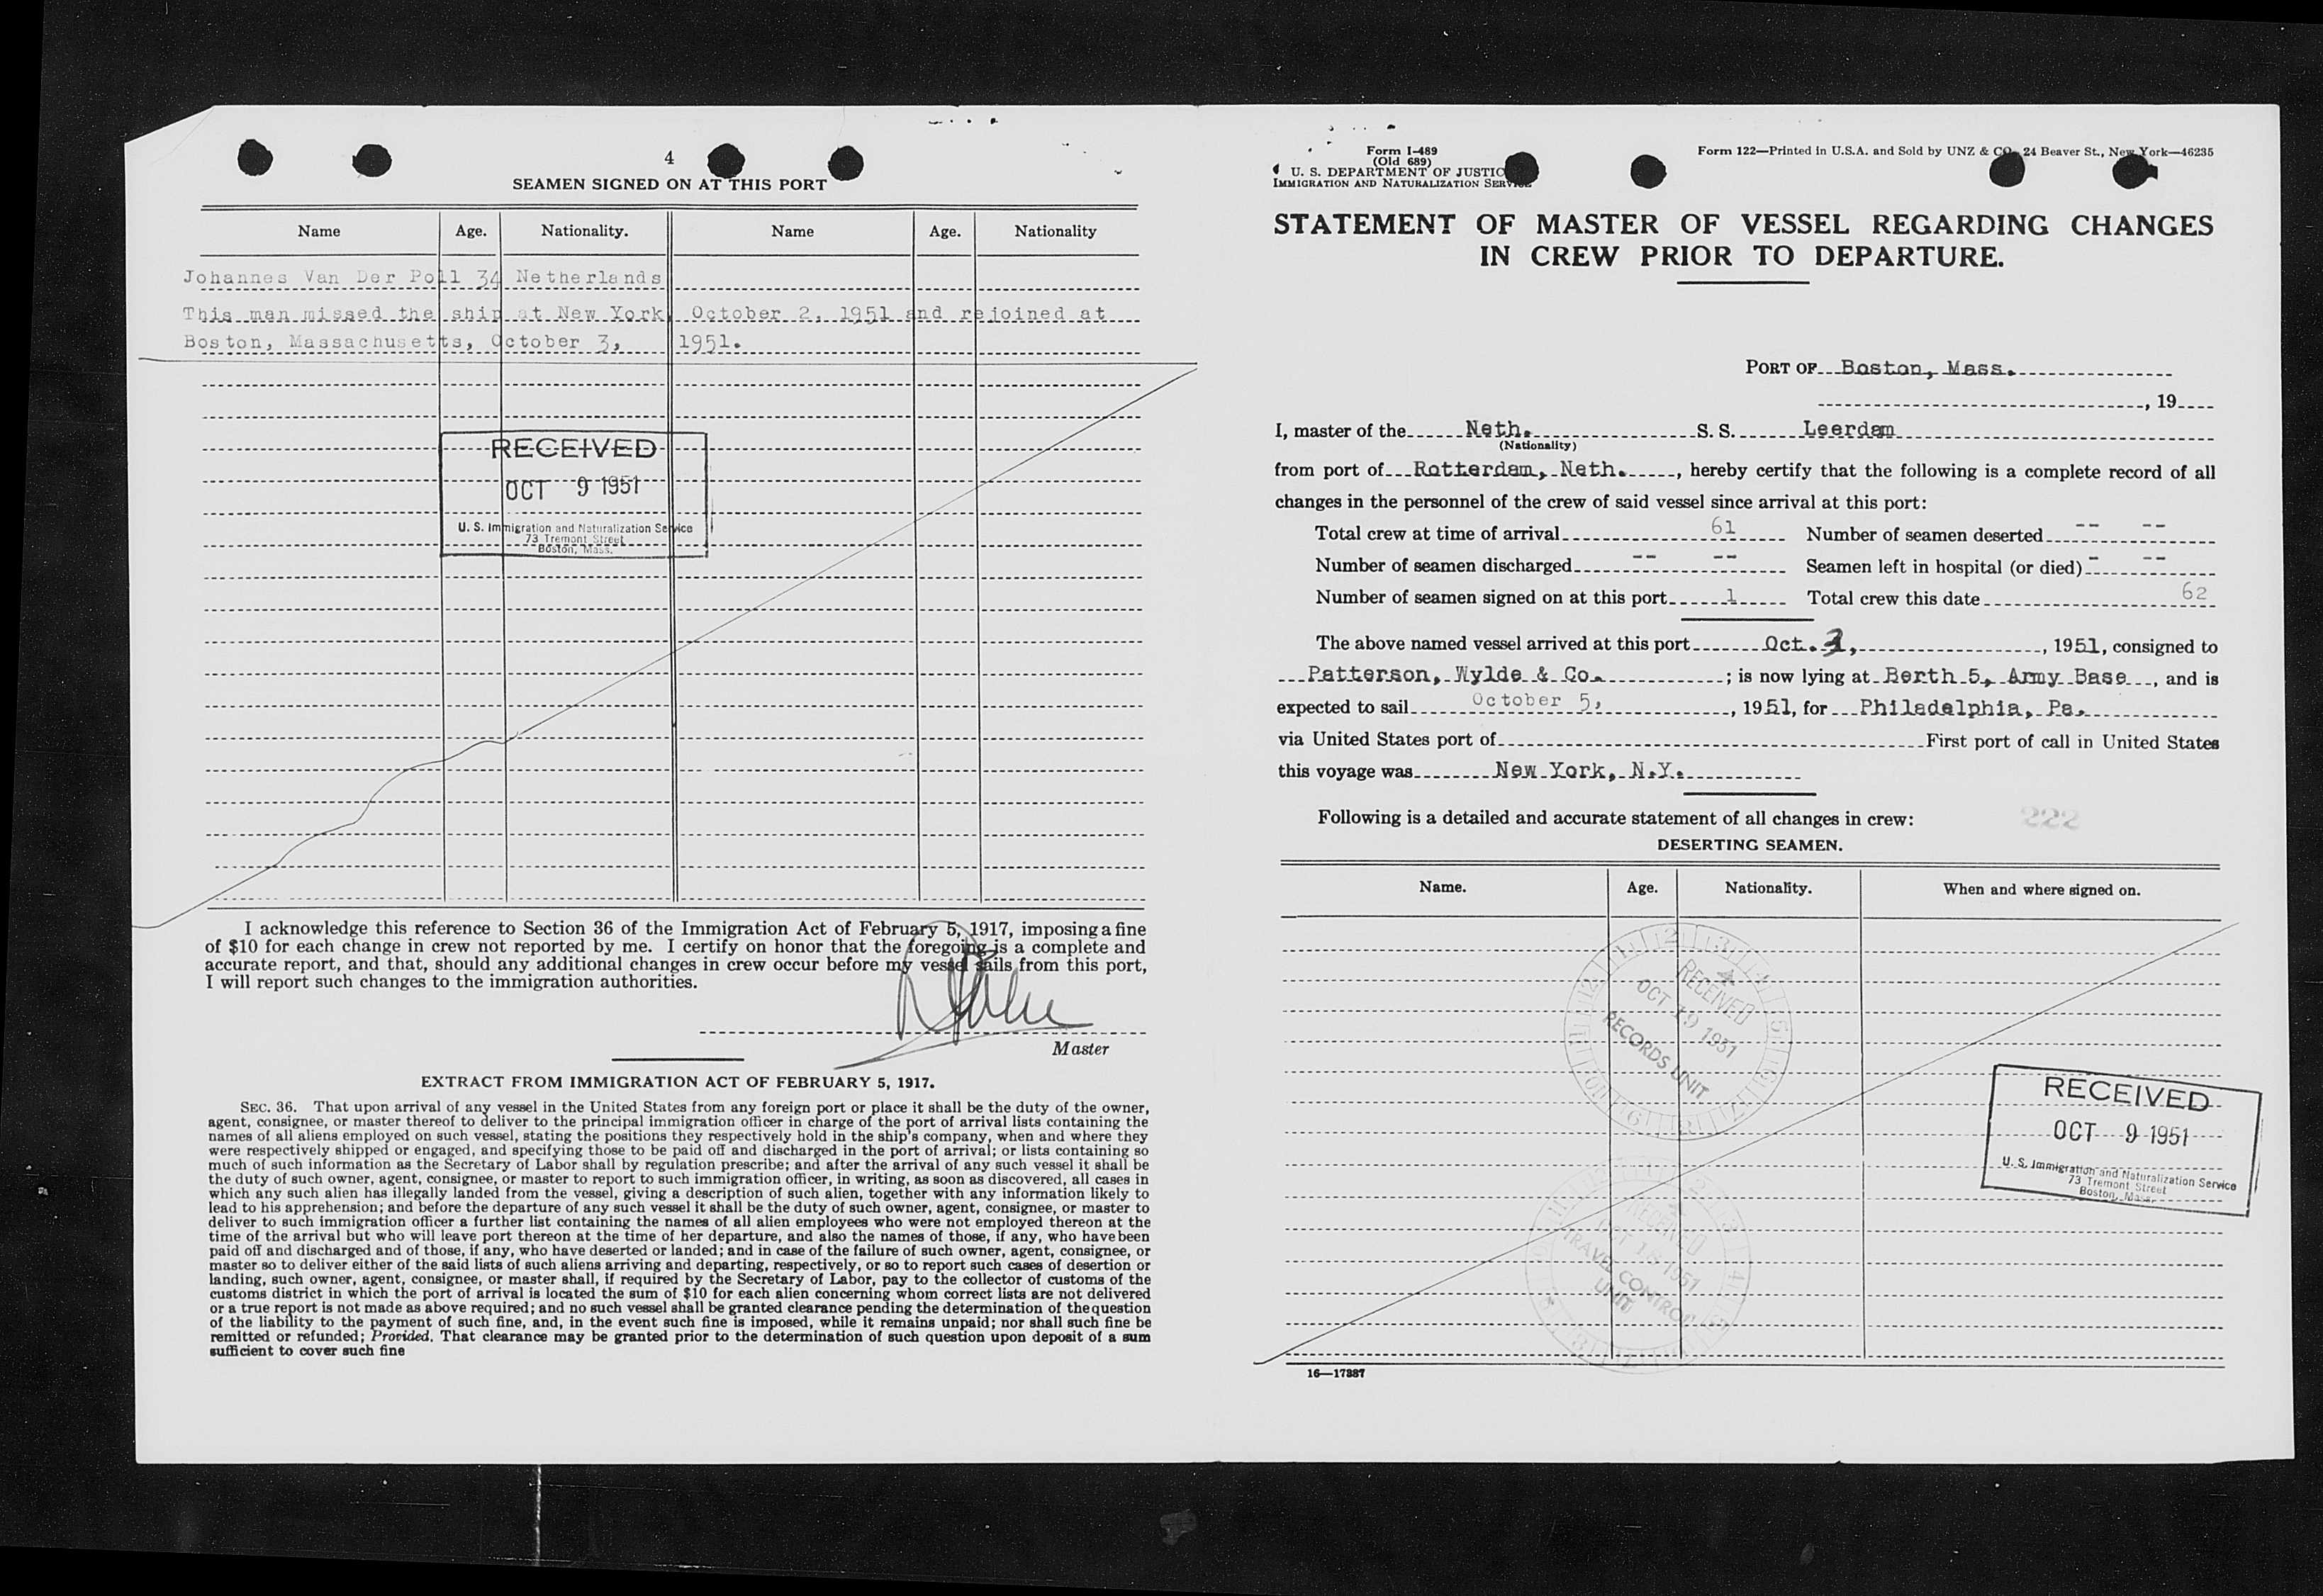 4
SEAMEN SIGNED ON AT THIS PORT
Name Age. Nationality. Name Age. Nationality
Johannes Van Der Poll 34 Netherlands
This man missed the ship at New York, October 2, 1951 and rejoined at
Boston, Massachusetts, October 3, 1951.
RECEIVED
OCT 9 1951
U. S. Immigration and Naturalization Service
73 Tremont Street
Boston, Mass.
I acknowledge this reference to Section 36 of the Immigration Act of February 5, 1917, imposing a fine
of $10 for each change in crew not reported by me. I certify on honor that the foregoing is a complete and
accurate report, and that, should any additional changes in crew occur before my vessel sails from this port,
I will report such changes to the immigration authorities.
Master
EXTRACT FROM IMMIGRATION ACT OF FEBRUARY 5, 1917.
SEC. 36. That upon arrival of any vessel in the United States from any foreign port or place it shall be the duty of the owner,
agent, consignee, or master thereof to deliver to the principal immigration officer in charge of the port of arrival lists containing the
names of all aliens employed on such vessel, stating the positions they respectively hold in the ship's company, when and where they
were respectively shipped or engaged, and specifying those to be paid off and discharged in the port of arrival; or lists containing so
much of such information as the Secretary of Labor shall by regulation prescribe; and after the arrival of any such vessel it shall be
the duty of such owner, agent, consignee, or master to report to such immigration officer, in writing, as soon as discovered, all cases in
which any such alien has illegally landed from the vessel, giving a description of such alien, together with any information likely to
lead to his apprehension; and before the departure of any such vessel it shall be the duty of such owner, agent, consignee, or master to
deliver to such immigration officer a further list containing the names of all alien employees who were not employed thereon at the
time of the arrival but who will leave port thereon at the time of her departure, and also the names of those, if any, who have been
paid off and discharged and of those, if any, who have deserted or landed; and in case of the failure of such owner, agent, consignee, or
master so to deliver either of the said lists of such aliens arriving and departing, respectively, or so to report such cases of desertion or
landing, such owner, agent, consignee, or master shall, if required by the Secretary of Labor, pay to the collector of customs of the
customs district in which the port of arrival is located the sum of $10 for each alien concerning whom correct lists are not delivered
or a true report is not made as above required; and no such vessel shall be granted clearance pending the determination of the question
of the liability to the payment of such fine, and, in the event such fine is imposed, while it remains unpaid; nor shall such fine be
remitted or refunded; Provided, That clearance may be granted prior to the determination of such question upon deposit of a sum
sufficient to cover such fine
Form I-489
(Old 689)
U. S. DEPARTMENT OF JUSTICE
IMMIGRATION AND NATURALIZATION SERVICE
Form 122—Printed in U.S.A. and Sold by UNZ & CO., 24 Beaver St., New York—46235
STATEMENT OF MASTER OF VESSEL REGARDING CHANGES
IN CREW PRIOR TO DEPARTURE.
PORT OF Boston, Mass.
, 19
I, master of the Neth. S. S. Leerdam
(Nationality)
from port of Rotterdam, Neth. , hereby certify that the following is a complete record of all
changes in the personnel of the crew of said vessel since arrival at this port:
Total crew at time of arrival 61 Number of seamen deserted -- --
Number of seamen discharged -- -- Seamen left in hospital (or died) - --
Number of seamen signed on at this port 1 Total crew this date 62
The above named vessel arrived at this port Oct. 3, , 1951, consigned to
Patterson, Wylde & Co. ; is now lying at Berth 5, Army Base , and is
expected to sail October 5, , 1951, for Philadelphia, Pa.
via United States port of First port of call in United States
this voyage was New York, N.Y.
Following is a detailed and accurate statement of all changes in crew:
222
DESERTING SEAMEN.
Name. Age. Nationality. When and where signed on.
RECEIVED
OCT 19 1951
RECORDS UNIT
RECEIVED
OCT 9 1951
U. S. Immigration and Naturalization Service
73 Tremont Street
Boston, Mass.
RECEIVED
OCT 16 1951
TRAVEL CONTROL
UNIT
16—17887